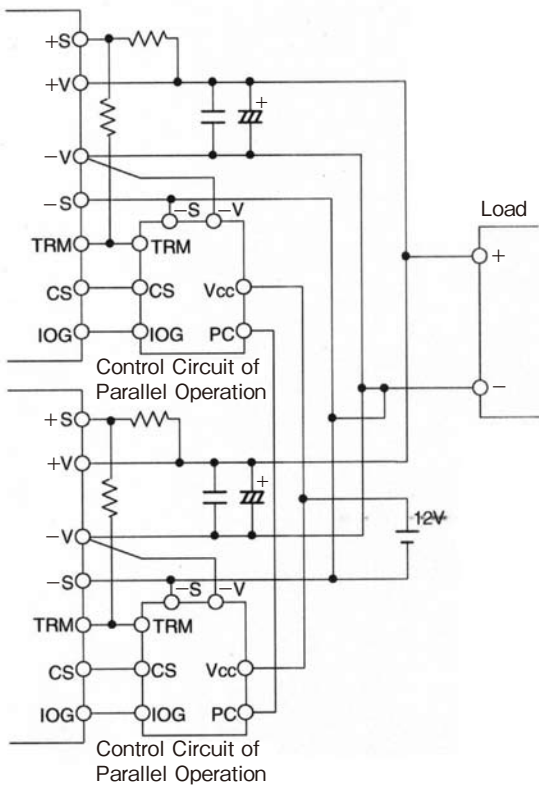 +S
+V
+
−V
−S
−S −V
Load
TRM
TRM
+
CS
CS
Vcc
IOG
IOG
PC
Control Circuit of
Parallel Operation
−
+S
+V
+
12V
−V
−S
−S −V
TRM
TRM
CS
CS
Vcc
IOG
IOG
PC
Control Circuit of
Parallel Operation